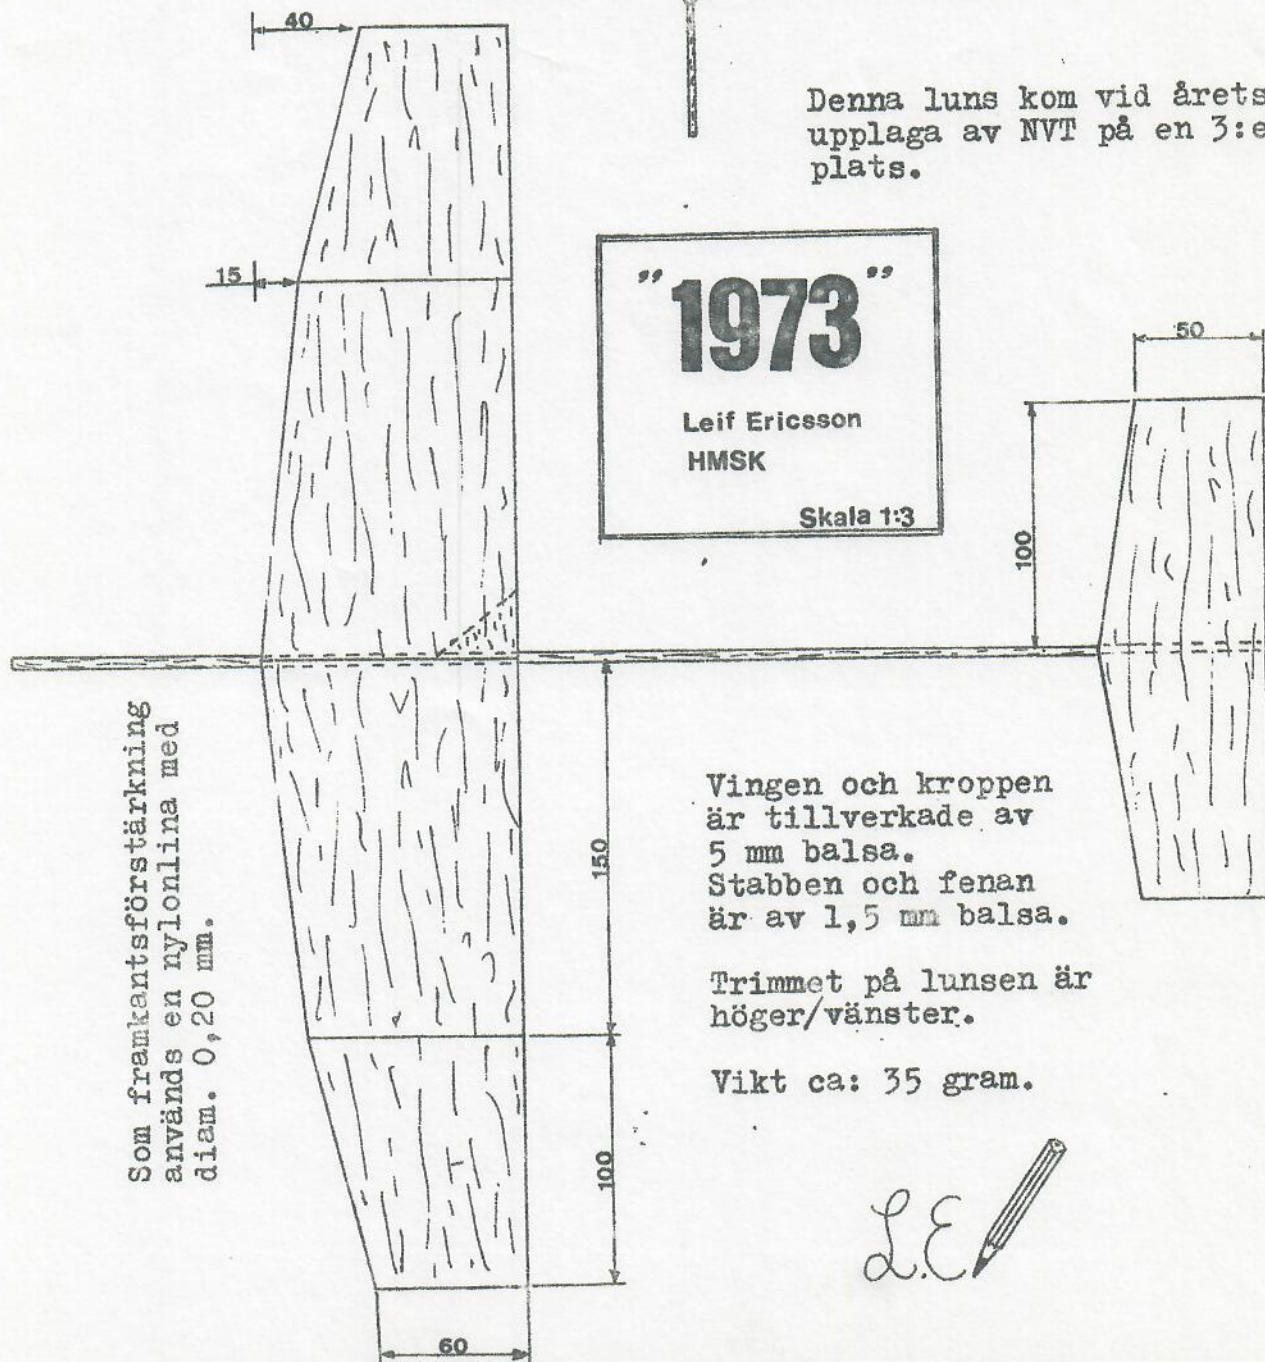 40
Denna luns kom vid årets
upplaga av NVT på en 3:e
plats.
15
"1973"
Leif Ericsson
HMSK
Skala 1:3
50
100
Som framkantsförstärkning
används en nylonlina med
diam. 0,20 mm.
150
Vingen och kroppen
är tillverkade av
5 mm balsa.
Stabben och fenan
är av 1,5 mm balsa.
Trimmet på lunsen är
höger/vänster.
Vikt ca: 35 gram.
100
L.E
60